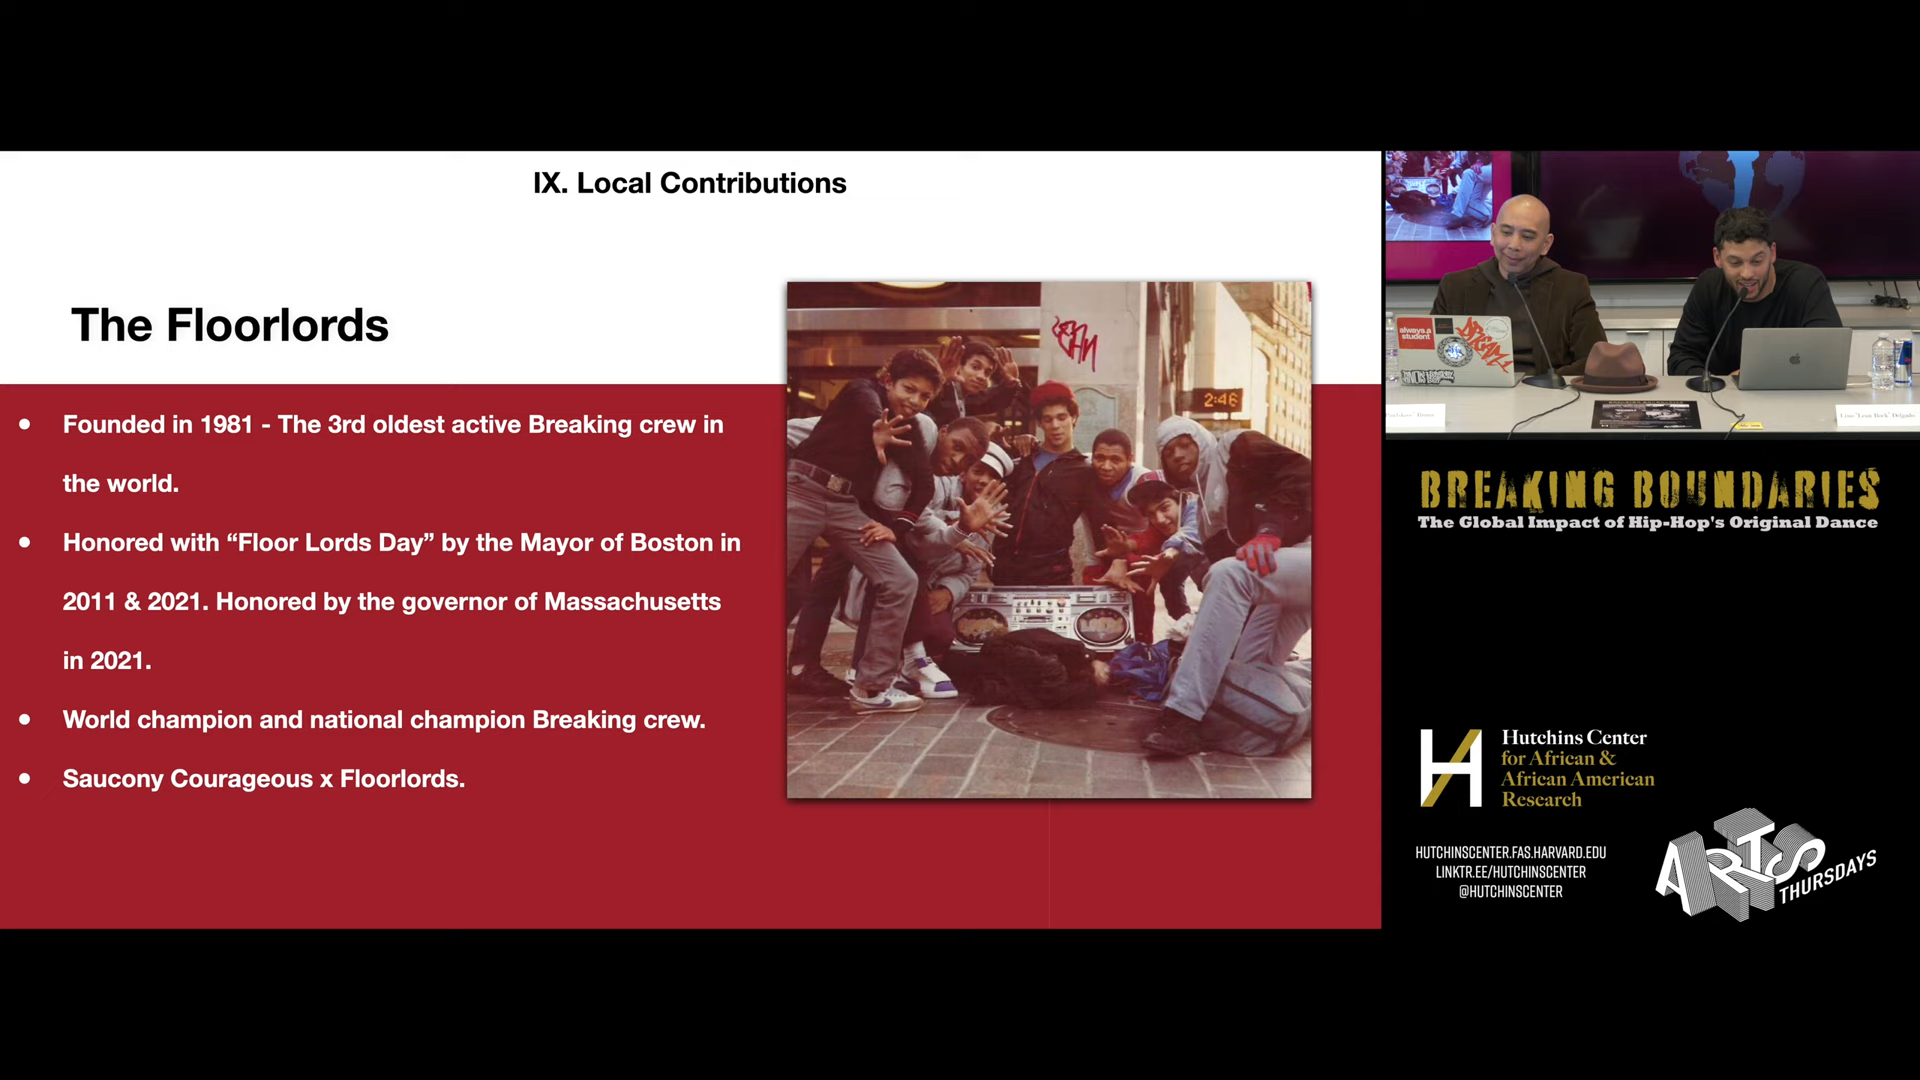 IX. Local Contributions
The Floorlords
• Founded in 1981 - The 3rd oldest active Breaking crew in
the world.
• Honored with “Floor Lords Day” by the Mayor of Boston in
2011 & 2021. Honored by the governor of Massachusetts
in 2021.
• World champion and national champion Breaking crew.
• Saucony Courageous x Floorlords.
2:46
always a
student
BREAKING BOUNDARIES
The Global Impact of Hip-Hop's Original Dance
H
Hutchins Center
for African &
African American
Research
HUTCHINSCENTER.FAS.HARVARD.EDU
LINKTR.EE/HUTCHINSCENTER
@HUTCHINSCENTER
ARTS
THURSDAYS